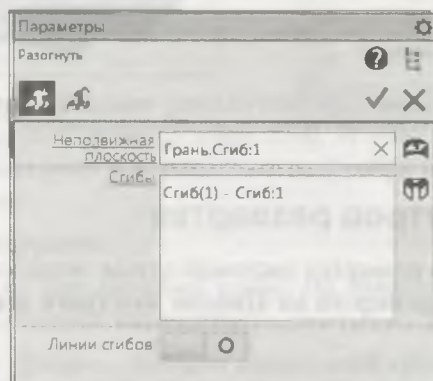 Параметры
Разогнуть
?
Неподвижная плоскость
Грань.Сгиб:1
Сгибы
Сгиб(1) - Сгиб:1
Линии сгибов